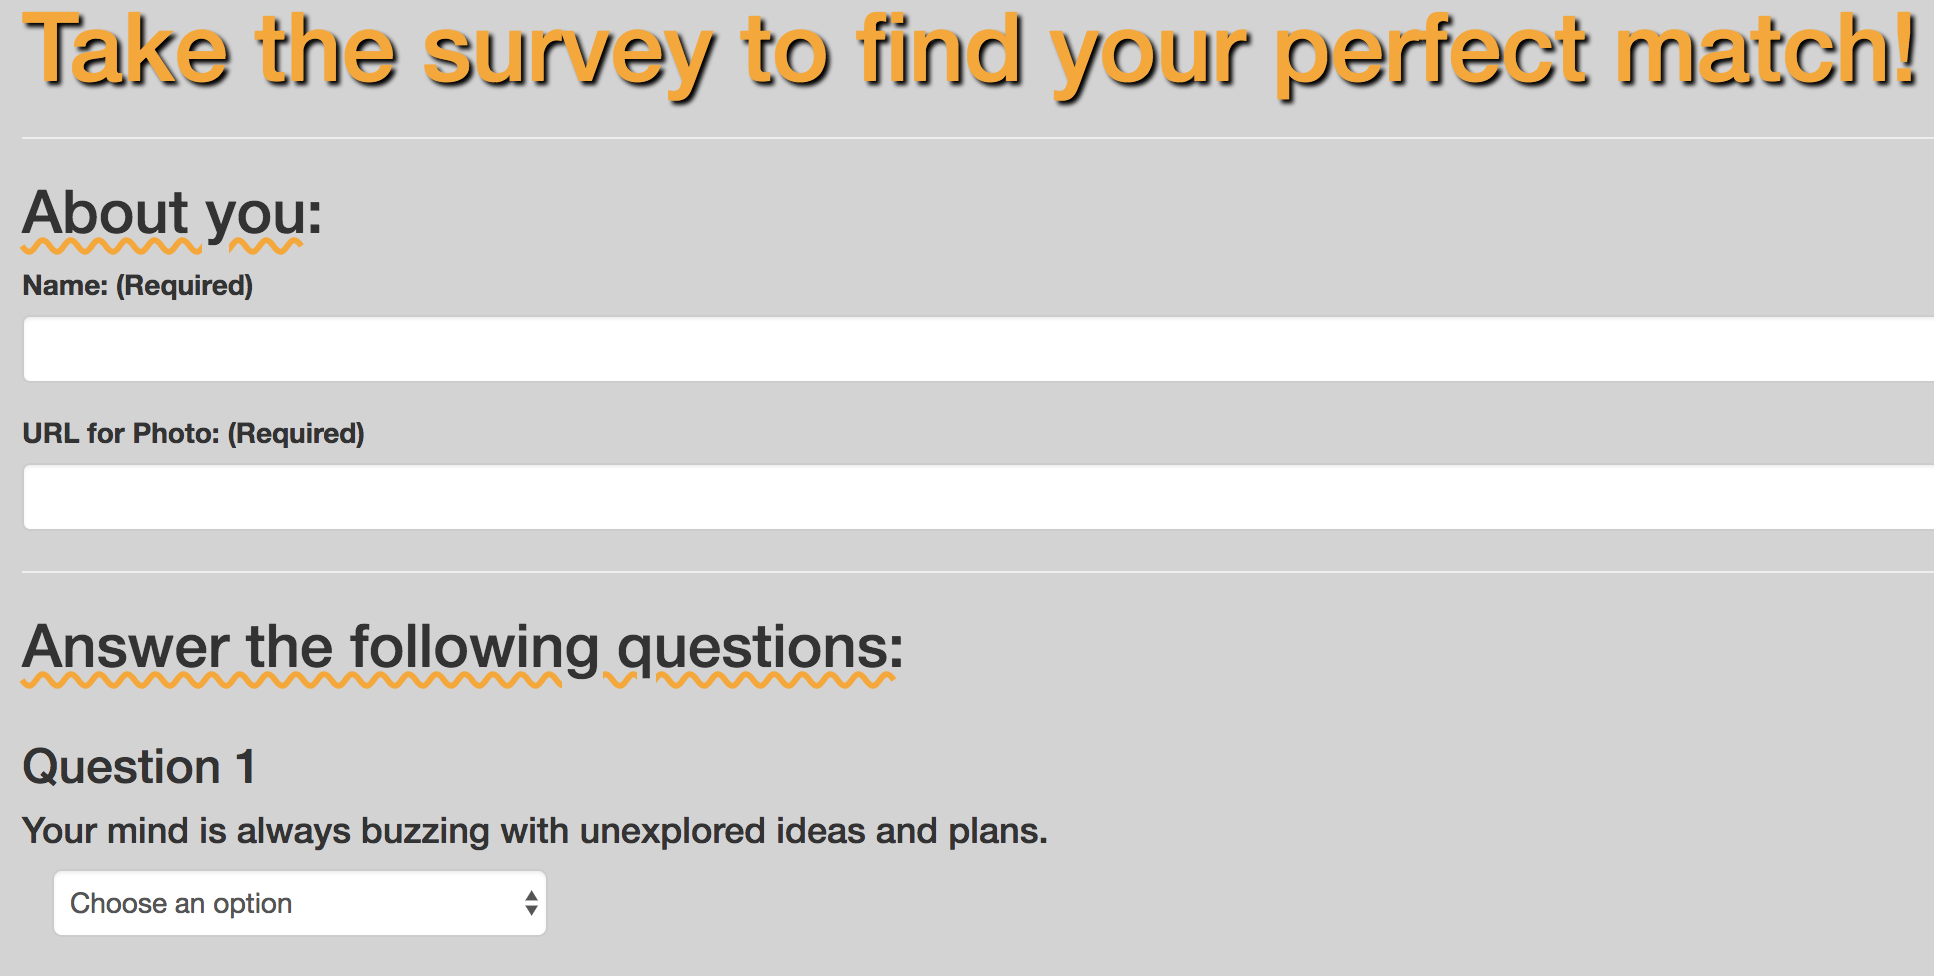 Take the survey to find your perfect match!
About you:
Name: (Required)
URL for Photo: (Required)
Answer the following questions:
Question 1
Your mind is always buzzing with unexplored ideas and plans.
Choose an option